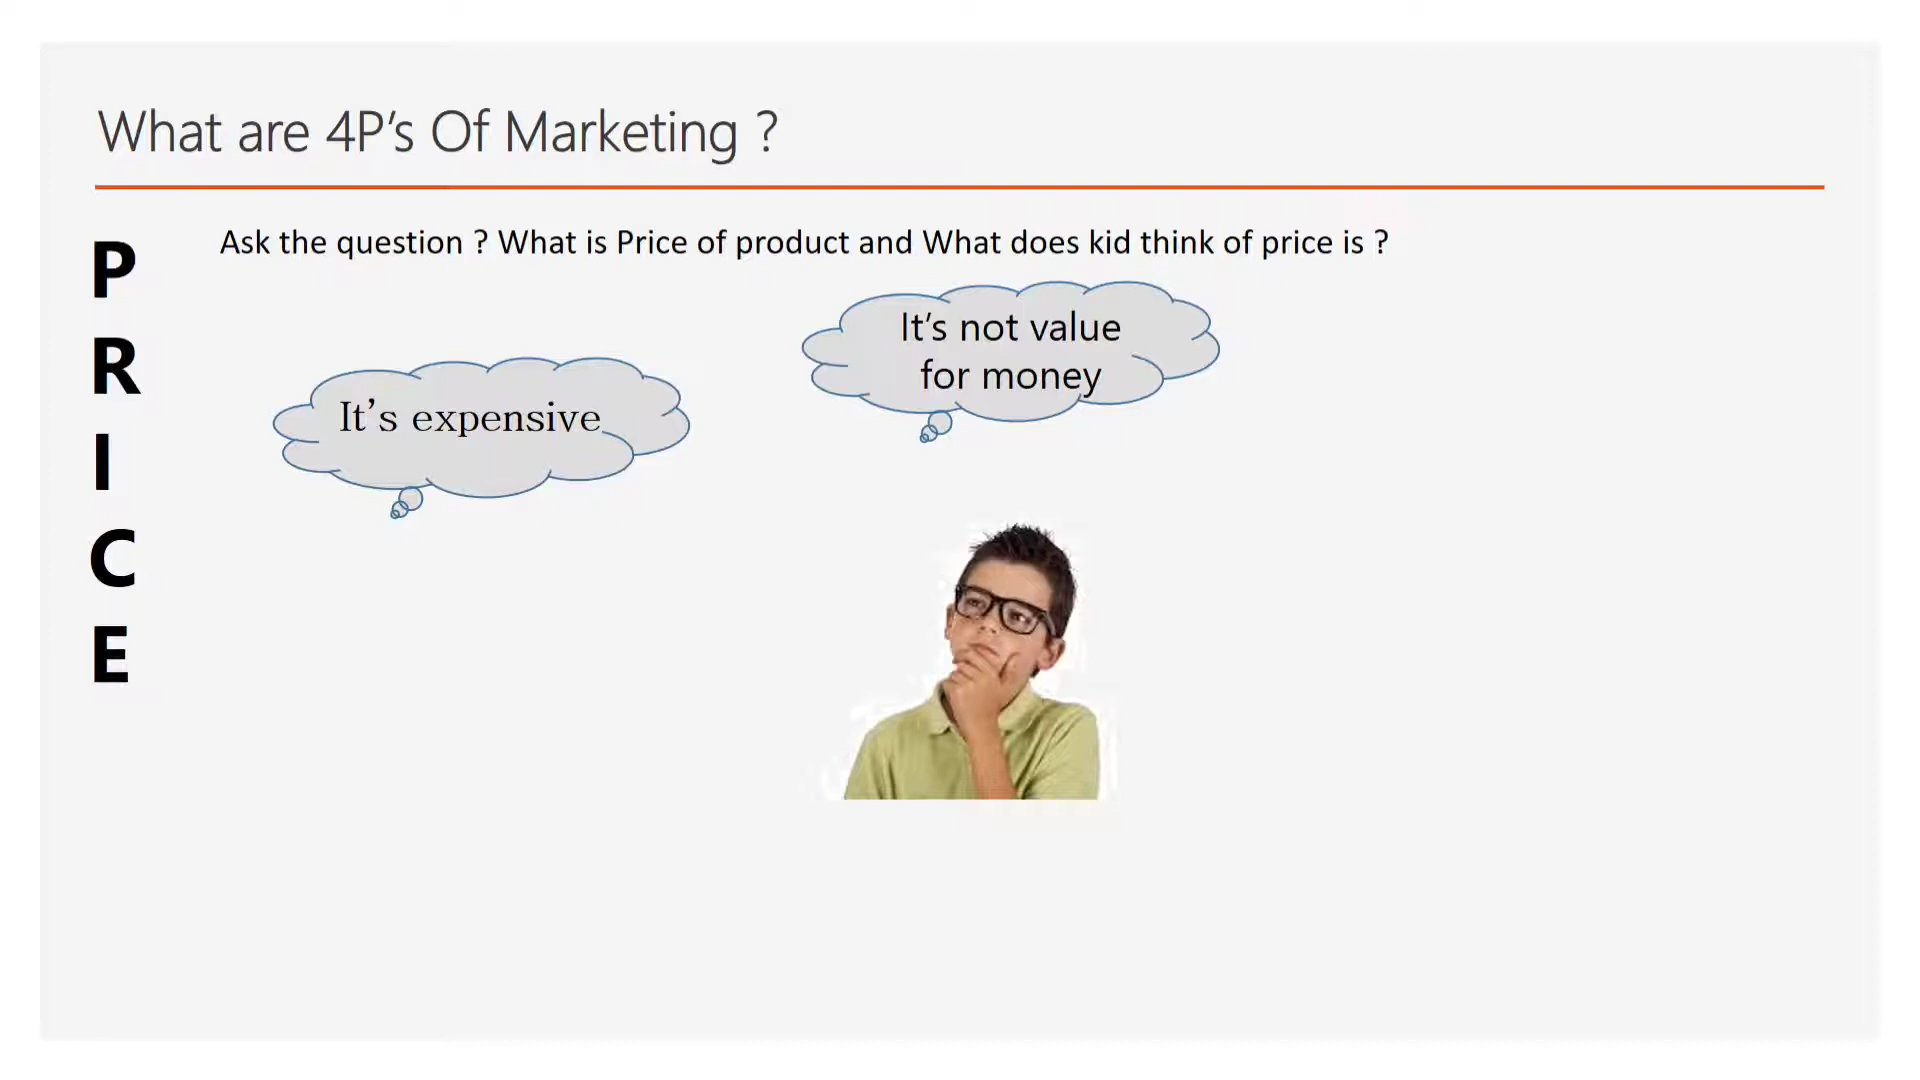 What are 4P’s Of Marketing ?
Ask the question ? What is Price of product and What does kid think of price is ?
P
R
I
C
E
It’s expensive
It’s not value
for money